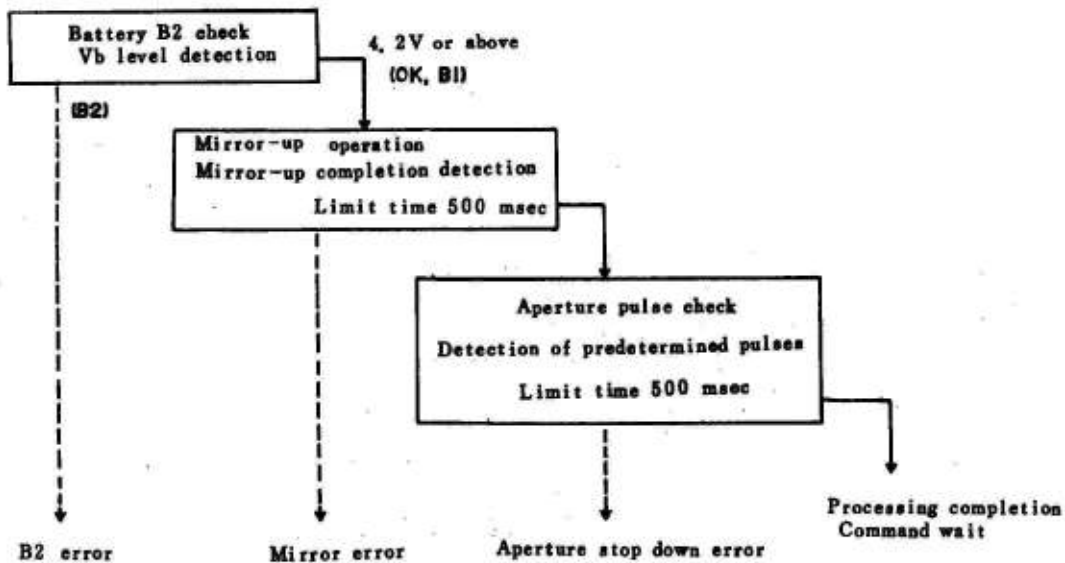 Battery B2 check
Vb level detection
4. 2V or above
(OK, B1)
(B2)
Mirror-up operation
Mirror-up completion detection
Limit time 500 msec
Aperture pulse check
Detection of predetermined pulses
Limit time 500 msec
Processing completion
Command wait
B2 error
Mirror error
Aperture stop down error